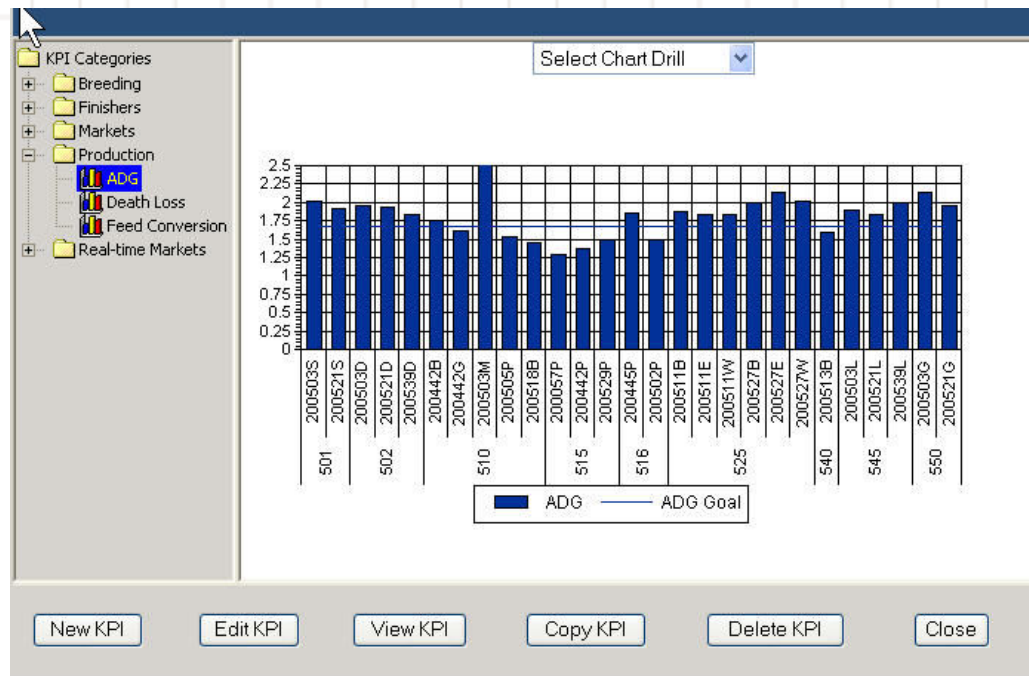 KPI Categories
Breeding
Finishers
Markets
Production
ADG
Death Loss
Feed Conversion
Real-time Markets
Select Chart Drill
2.5
2.25
2
1.75
1.5
1.25
1
0.75
0.5
0.25
0
200503S
200521S
200503D
200521D
200539D
200442B
200442G
200503M
200505P
200518B
200057P
200442P
200529P
200445P
200502P
200511B
200511E
200511W
200527B
200527E
200527W
200513B
200503L
200521L
200539L
200503G
200521G
501
502
510
515
516
525
540
545
550
ADG
ADG Goal
New KPI
Edit KPI
View KPI
Copy KPI
Delete KPI
Close